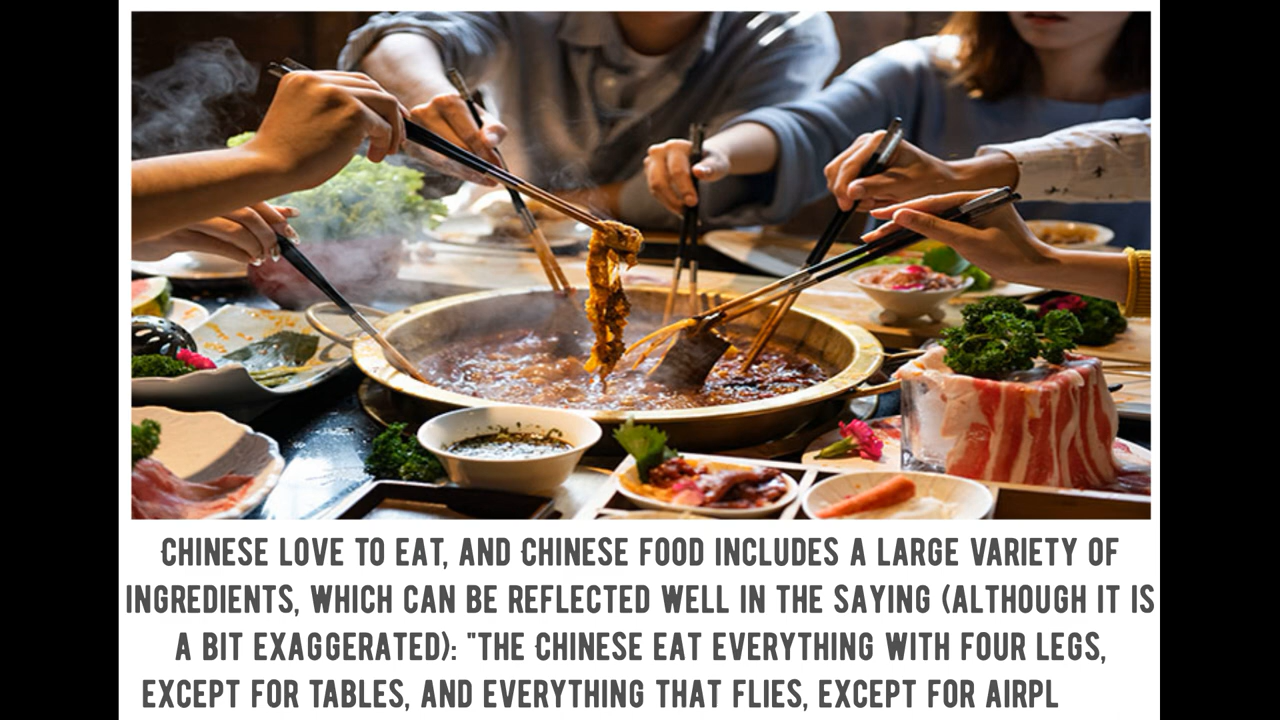 Chinese love to eat, and Chinese food includes a large variety of
ingredients, which can be reflected well in the saying (although it is
a bit exaggerated): "The Chinese eat everything with four legs,
except for tables, and everything that flies, except for airpl